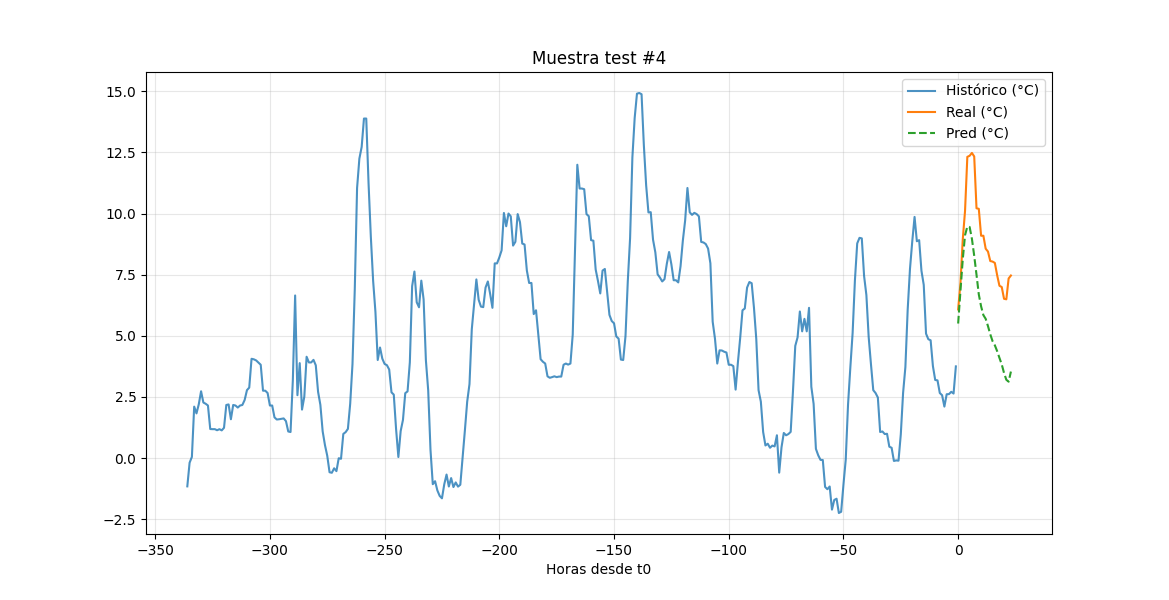 Muestra test #4
Histórico (°C)
Real (°C)
Pred (°C)
15.0
12.5
10.0
7.5
5.0
2.5
0.0
−2.5
−350 −300 −250 −200 −150 −100 −50 0
Horas desde t0